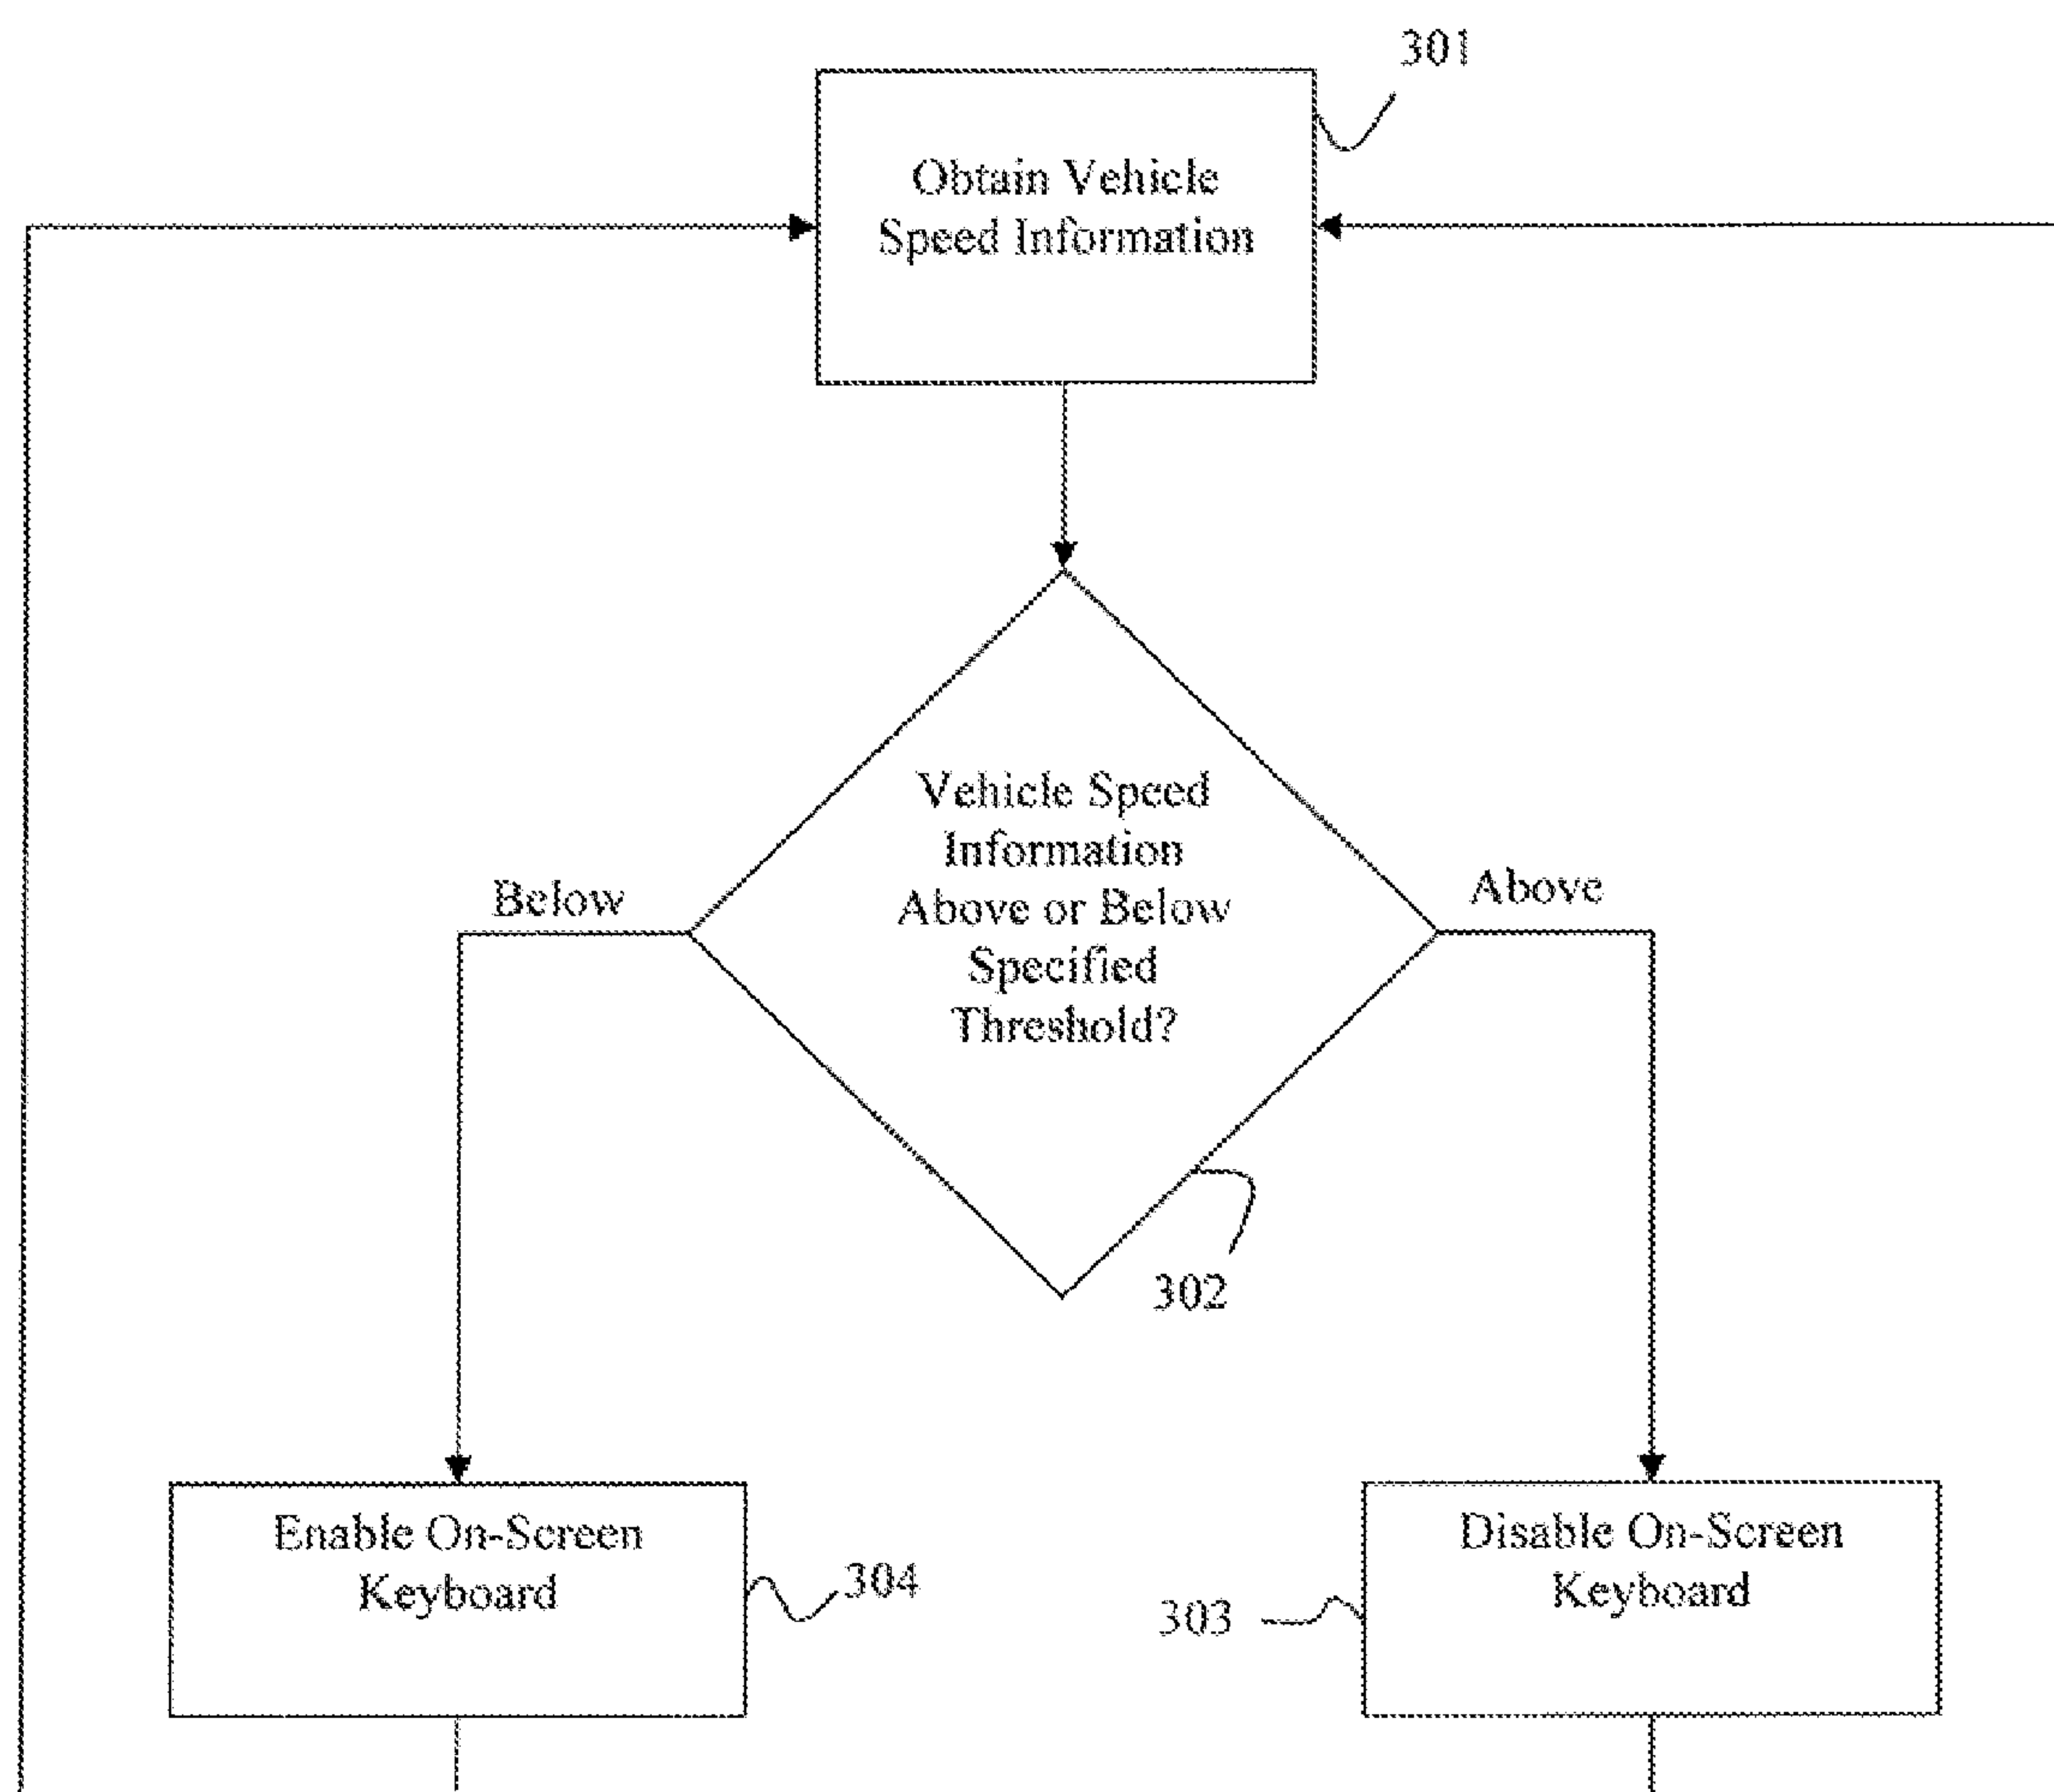 301
Obtain Vehicle
Speed Information
Vehicle Speed
Information
Above or Below
Specified
Threshold?
Below
Above
302
Enable On-Screen
Keyboard
304
Disable On-Screen
Keyboard
303